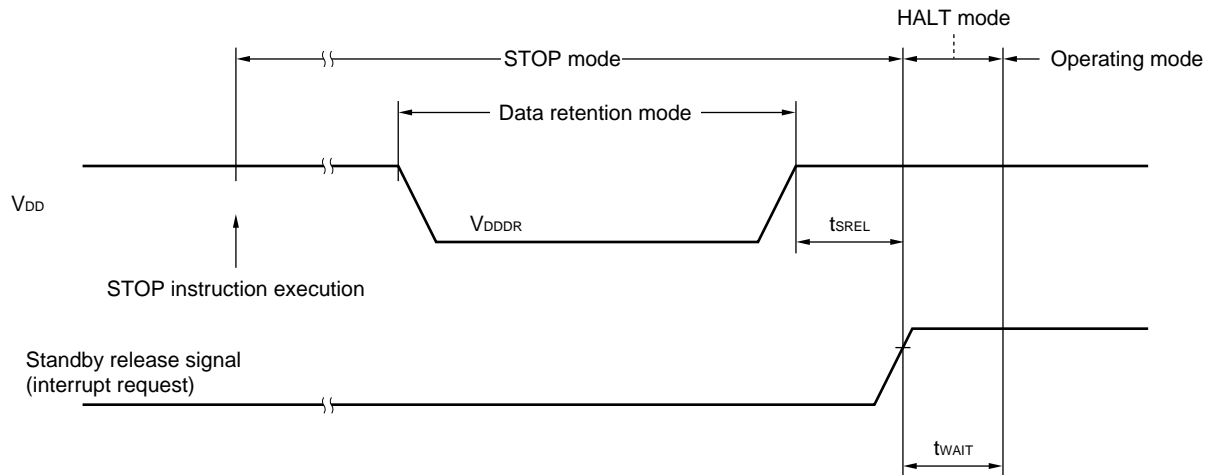 HALT mode
STOP mode
Operating mode
Data retention mode
VDD
VDDDR
tSREL
STOP instruction execution
Standby release signal
(interrupt request)
tWAIT